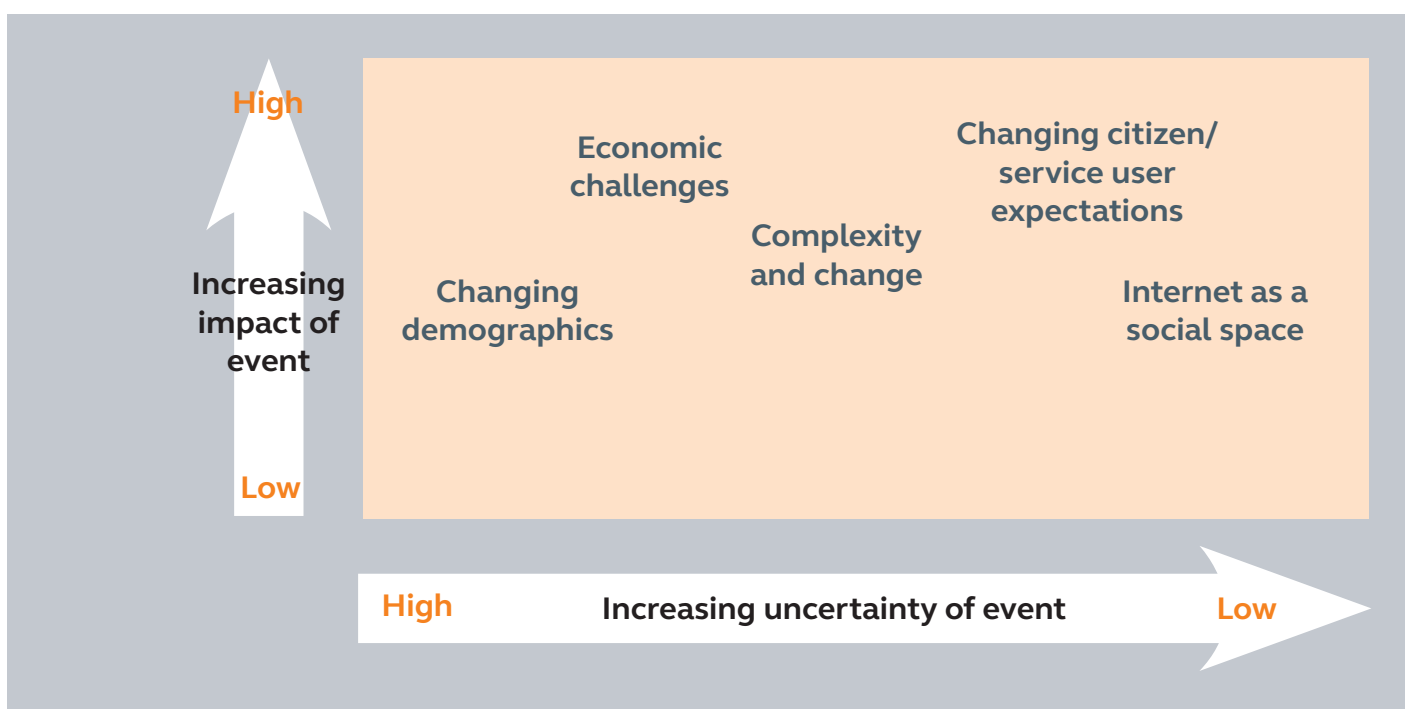 High
Increasing
impact of
event
Low
Economic
challenges
Changing citizen/
service user
expectations
Complexity
and change
Changing
demographics
Internet as a
social space
High
Increasing uncertainty of event
Low